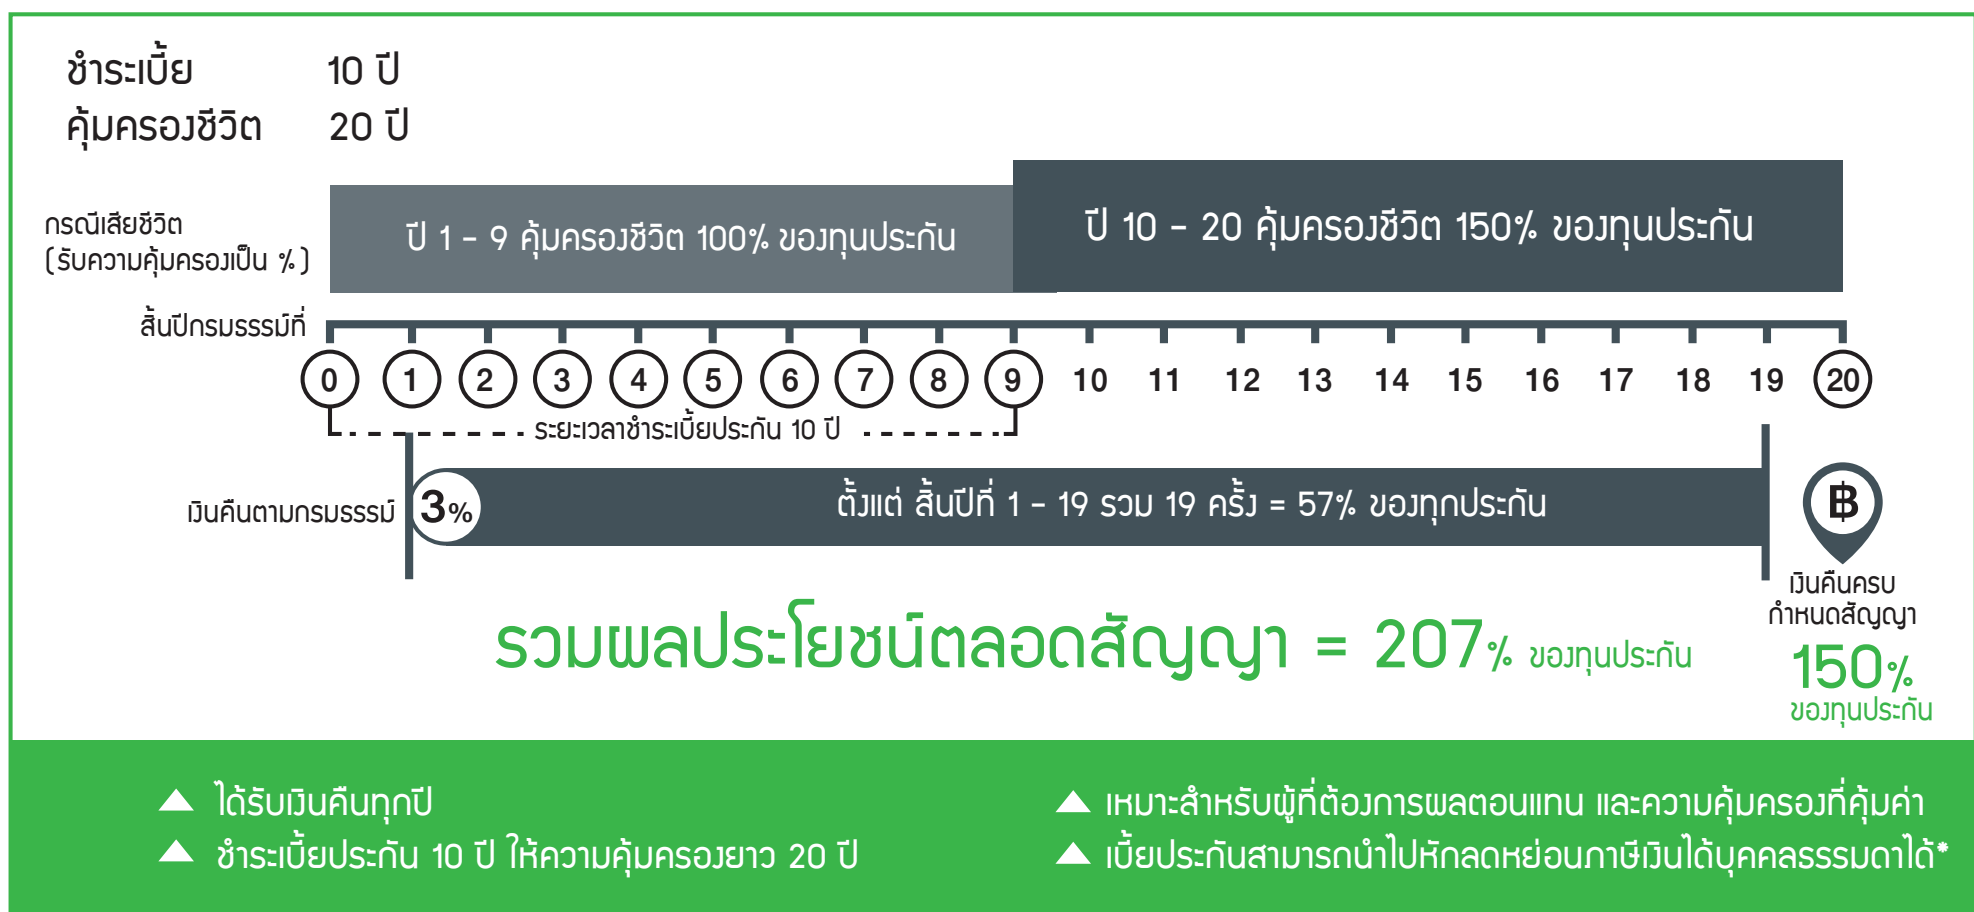 ชำระเบี้ย 10 ปี
คุ้มครองชีวิต 20 ปี
กรณีเสียชีวิต
(รับความคุ้มครองเป็น %)
ปี 1 - 9 คุ้มครองชีวิต 100% ของทุนประกัน
ปี 10 - 20 คุ้มครองชีวิต 150% ของทุนประกัน
สิ้นปีกรมธรรม์ที่
0 1 2 3 4 5 6 7 8 9 10 11 12 13 14 15 16 17 18 19 20
ระยะเวลาชำระเบี้ยประกัน 10 ปี
เงินคืนตามกรมธรรม์
3%
ตั้งแต่ สิ้นปีที่ 1 - 19 รวม 19 ครั้ง = 57% ของทุกประกัน
฿
เงินคืนครบ
กำหนดสัญญา
150%
ของทุนประกัน
รวมผลประโยชน์ตลอดสัญญา = 207% ของทุนประกัน
ได้รับเงินคืนทุกปี
ชำระเบี้ยประกัน 10 ปี ให้ความคุ้มครองยาว 20 ปี
เหมาะสำหรับผู้ที่ต้องการผลตอบแทน และความคุ้มครองที่คุ้มค่า
เบี้ยประกันสามารถนำไปหักลดหย่อนภาษีเงินได้บุคคลธรรมดาได้*